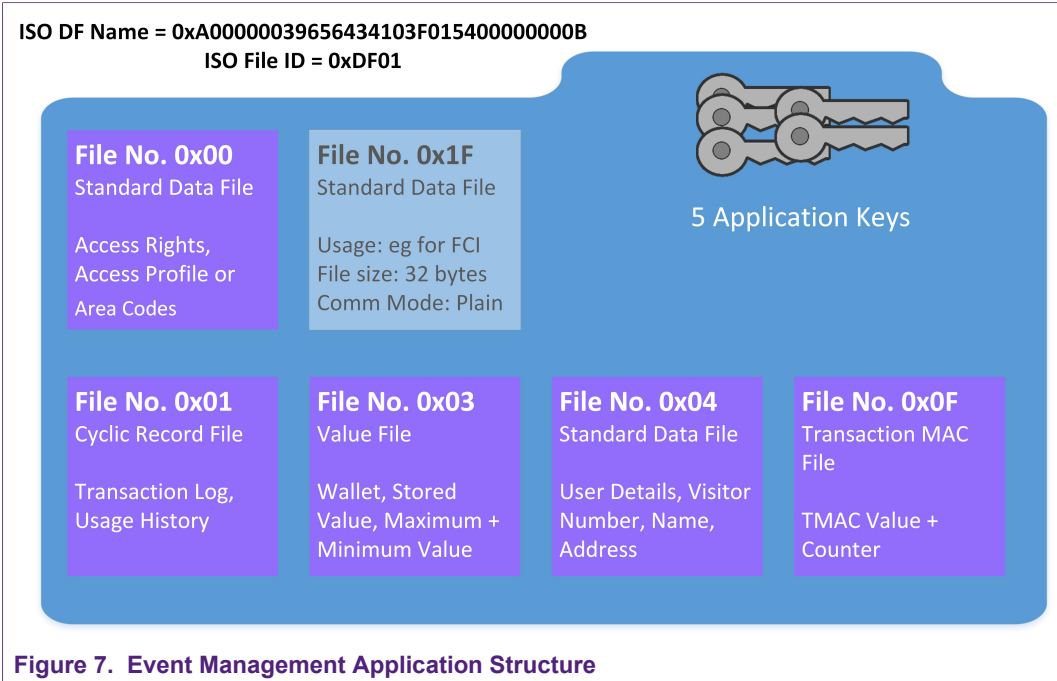 ISO DF Name = 0xA00000039656434103F015400000000B
ISO File ID = 0xDF01
File No. 0x00
Standard Data File
Access Rights,
Access Profile or
Area Codes
File No. 0x1F
Standard Data File
Usage: eg for FCI
File size: 32 bytes
Comm Mode: Plain
5 Application Keys
File No. 0x01
Cyclic Record File
Transaction Log,
Usage History
File No. 0x03
Value File
Wallet, Stored
Value, Maximum +
Minimum Value
File No. 0x04
Standard Data File
User Details, Visitor
Number, Name,
Address
File No. 0x0F
Transaction MAC
File
TMAC Value +
Counter
Figure 7. Event Management Application Structure